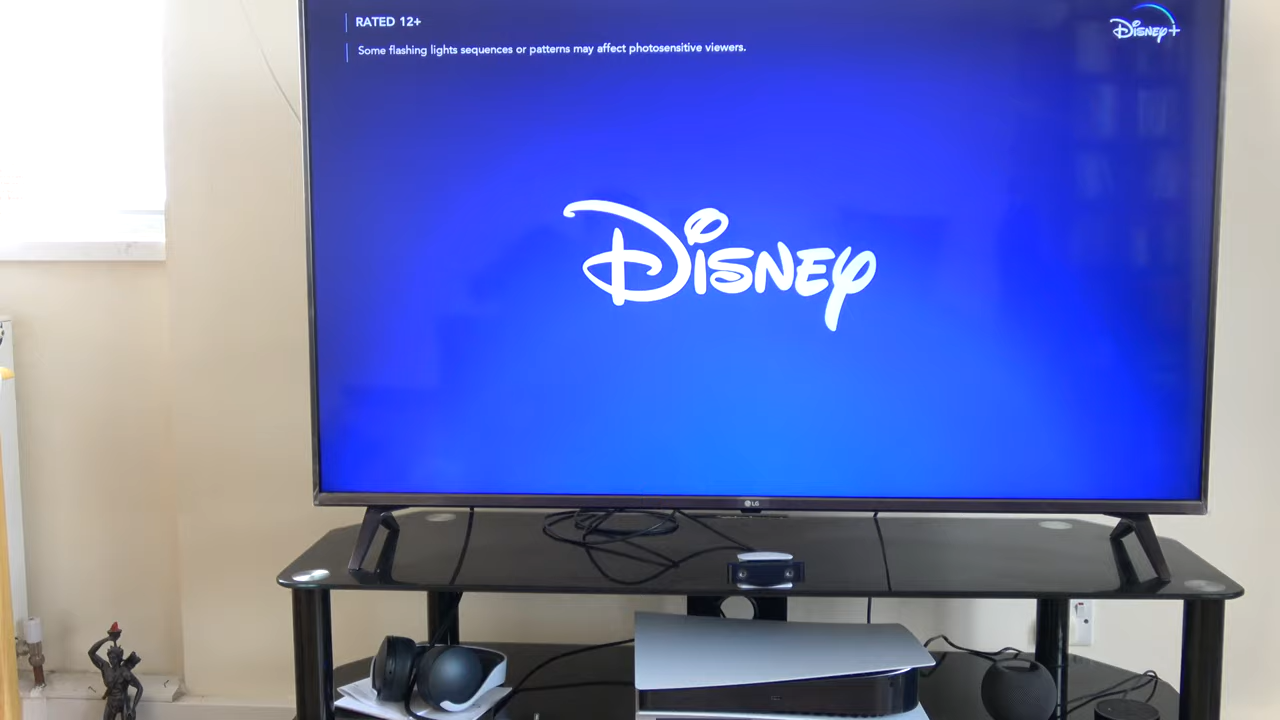 RATED 12+
Some flashing lights sequences or patterns may affect photosensitive viewers.
Disney+
Disney
LG